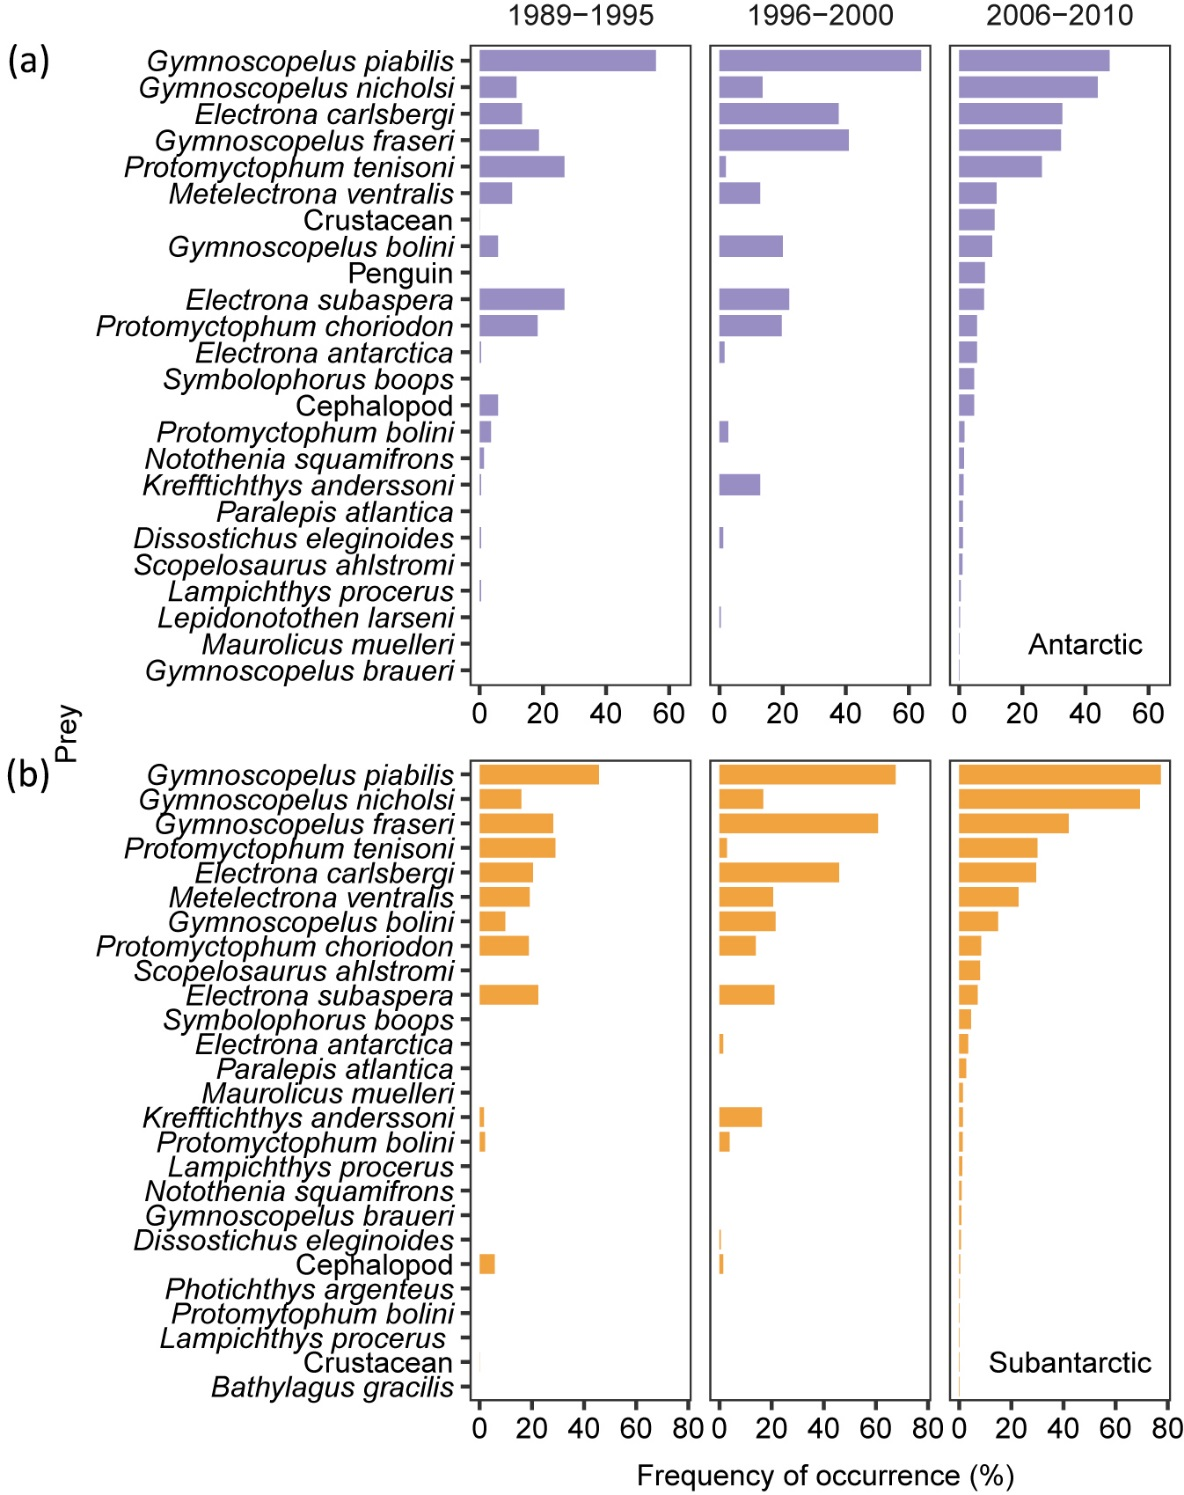 1989−1995 1996−2000 2006−2010
(a)
Gymnoscopelus piabilis
Gymnoscopelus nicholsi
Electrona carlsbergi
Gymnoscopelus fraseri
Protomyctophum tenisoni
Metelectrona ventralis
Crustacean
Gymnoscopelus bolini
Penguin
Electrona subaspera
Protomyctophum choriodon
Electrona antarctica
Symbolophorus boops
Cephalopod
Protomyctophum bolini
Notothenia squamifrons
Krefftichthys anderssoni
Paralepis atlantica
Dissostichus eleginoides
Scopelosaurus ahlstromi
Lampichthys procerus
Lepidonotothen larseni
Maurolicus muelleri
Gymnoscopelus braueri
Antarctic
0 20 40 60 0 20 40 60 0 20 40 60
Prey
(b)
Gymnoscopelus piabilis
Gymnoscopelus nicholsi
Gymnoscopelus fraseri
Protomyctophum tenisoni
Electrona carlsbergi
Metelectrona ventralis
Gymnoscopelus bolini
Protomyctophum choriodon
Scopelosaurus ahlstromi
Electrona subaspera
Symbolophorus boops
Electrona antarctica
Paralepis atlantica
Maurolicus muelleri
Krefftichthys anderssoni
Protomyctophum bolini
Lampichthys procerus
Notothenia squamifrons
Gymnoscopelus braueri
Dissostichus eleginoides
Cephalopod
Photichthys argenteus
Protomytophum bolini
Lampichthys procerus
Crustacean
Bathylagus gracilis
Subantarctic
0 20 40 60 80 0 20 40 60 80 0 20 40 60 80
Frequency of occurrence (%)